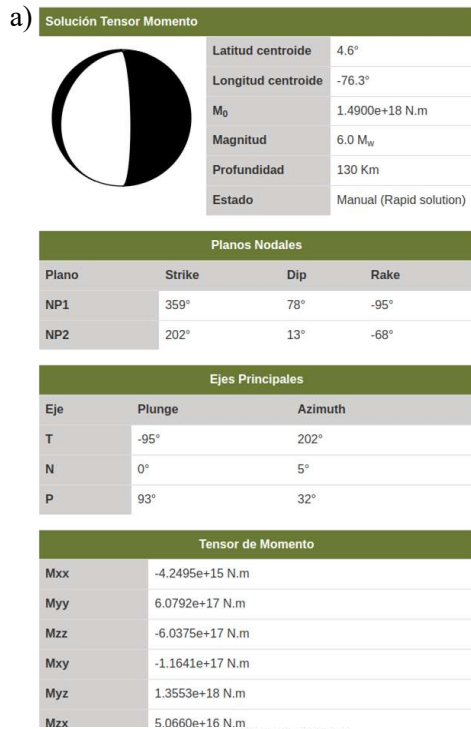 a)
Solución Tensor Momento
Latitud centroide 4.6°
Longitud centroide -76.3°
M₀ 1.4900e+18 N.m
Magnitud 6.0 Mw
Profundidad 130 Km
Estado Manual (Rapid solution)
Planos Nodales
Plano Strike Dip Rake
NP1 359° 78° -95°
NP2 202° 13° -68°
Ejes Principales
Eje Plunge Azimuth
T -95° 202°
N 0° 5°
P 93° 32°
Tensor de Momento
Mxx -4.2495e+15 N.m
Myy 6.0792e+17 N.m
Mzz -6.0375e+17 N.m
Mxy -1.1641e+17 N.m
Myz 1.3553e+18 N.m
Mzx 5.0660e+16 N.m